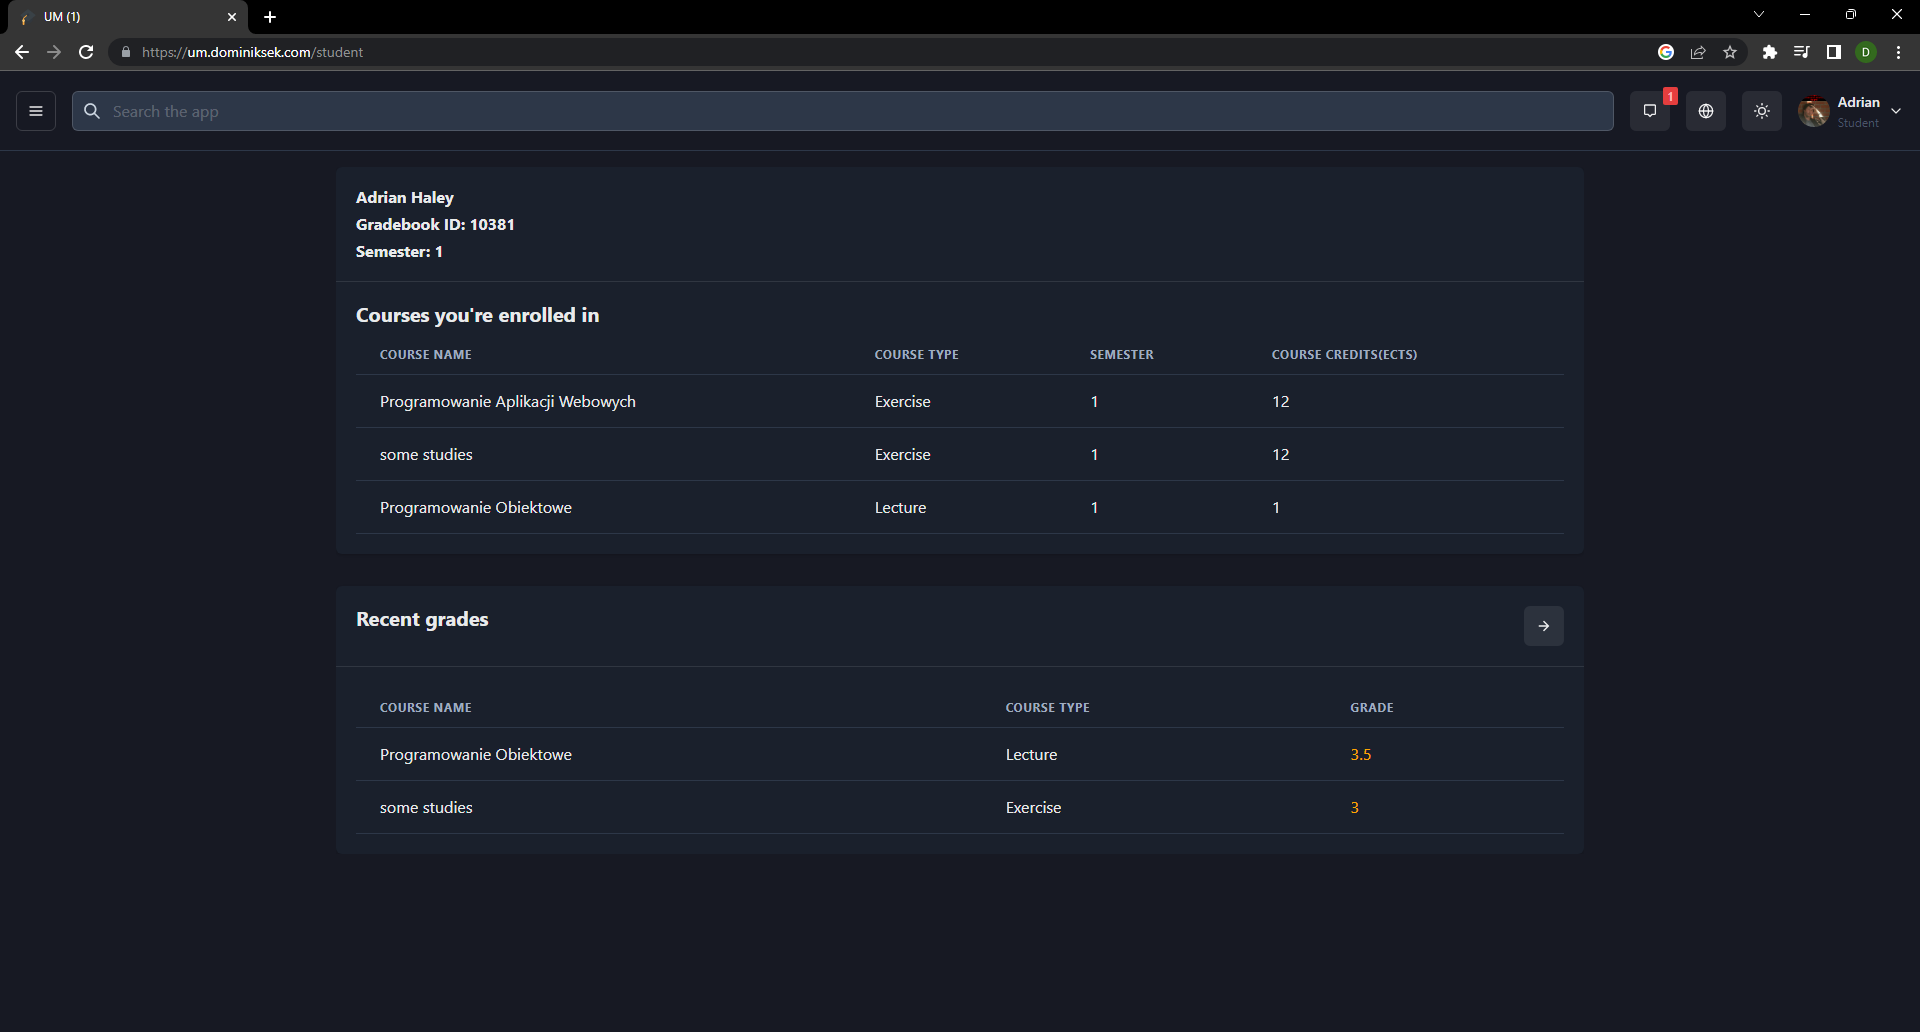 UM (1)
https://um.dominiksek.com/student
D
Search the app
1
Adrian
Student
Adrian Haley
Gradebook ID: 10381
Semester: 1
Courses you're enrolled in
COURSE NAME COURSE TYPE SEMESTER COURSE CREDITS(ECTS)
Programowanie Aplikacji Webowych Exercise 1 12
some studies Exercise 1 12
Programowanie Obiektowe Lecture 1 1
Recent grades
COURSE NAME COURSE TYPE GRADE
Programowanie Obiektowe Lecture 3.5
some studies Exercise 3